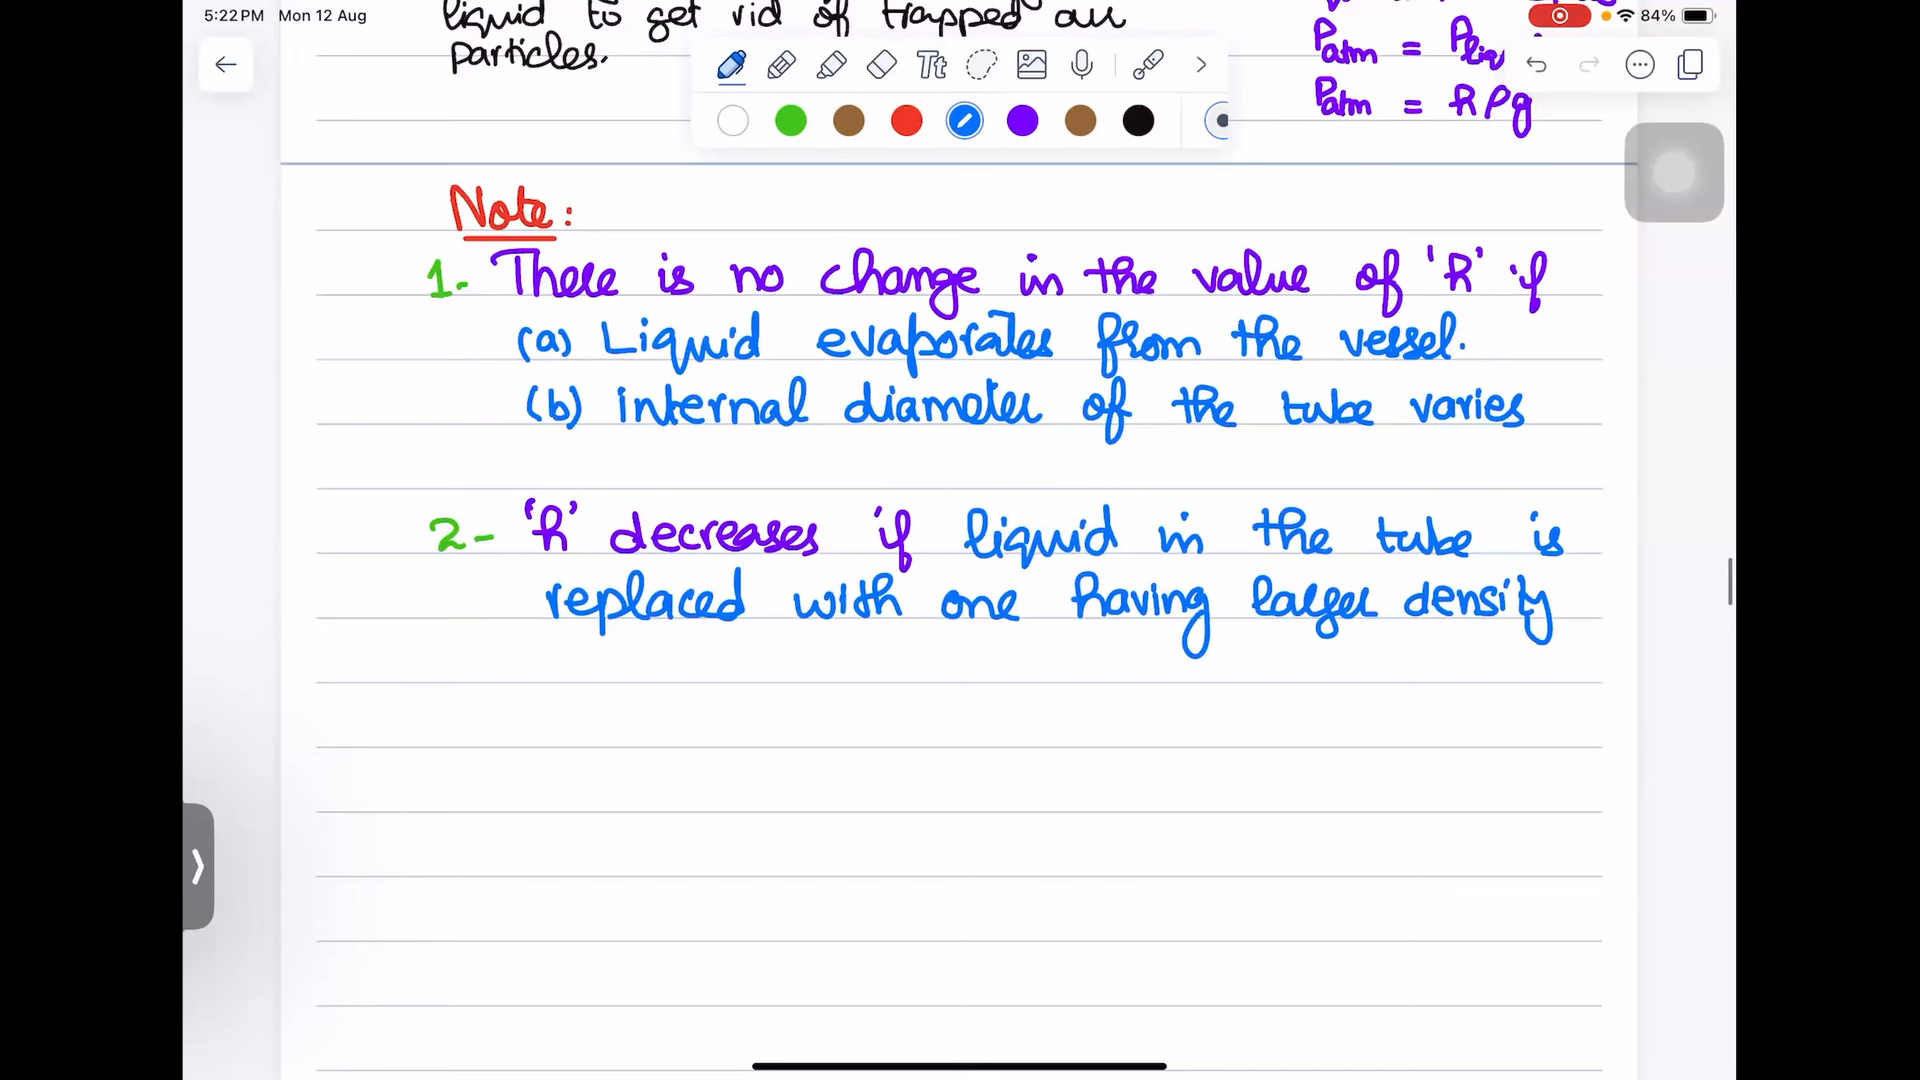 5:22 PM Mon 12 Aug
84%
liquid to get rid of trapped air
particles.
Patm = Pliq
Patm = hρg
Tt
Note:
1- There is no change in the value of 'h' if
(a) Liquid evaporates from the vessel.
(b) internal diameter of the tube varies
2- 'h' decreases if liquid in the tube is
replaced with one having larger density